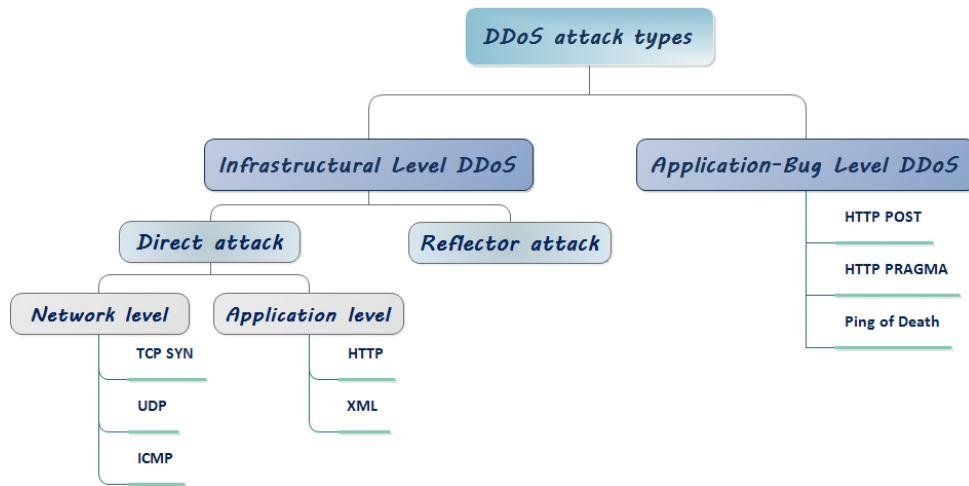 DDoS attack types
Infrastructural Level DDoS
Application-Bug Level DDoS
HTTP POST
HTTP PRAGMA
Ping of Death
Direct attack
Reflector attack
Network level
Application level
TCP SYN
HTTP
UDP
XML
ICMP